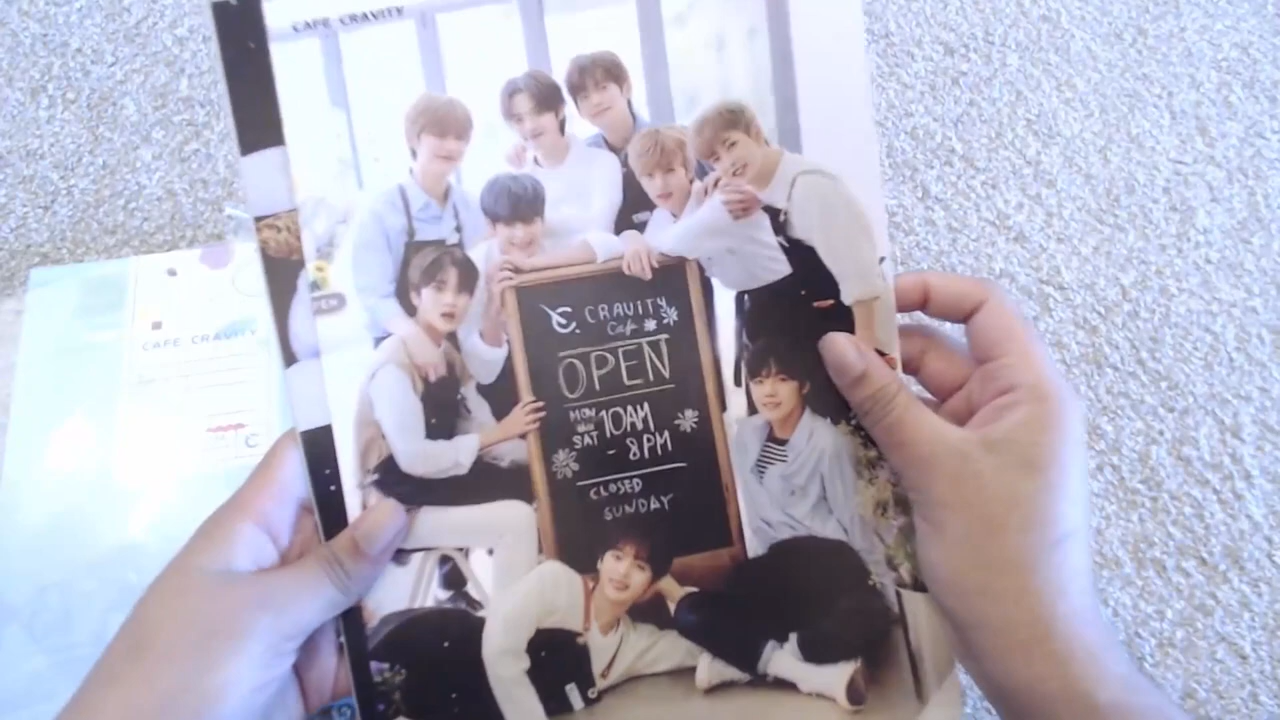 CAFE CRAVITY
CAFE CRAVITY
C. CRAVITY
Cafe
OPEN
MON
SAT 10AM
- 8PM
CLOSED
SUNDAY